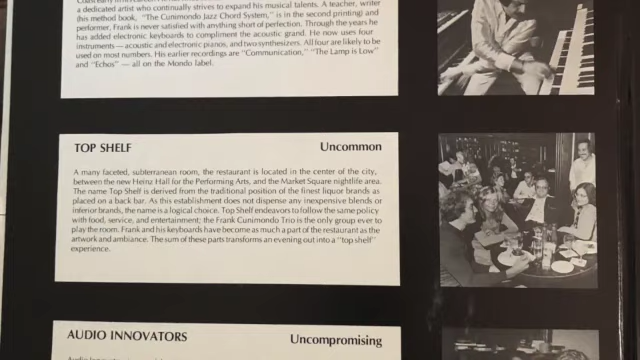 a dedicated artist who continually strives to expand his musical talents. A teacher, writer
(his method book, "The Cunimondo Jazz Chord System," is in the second printing) and
performer, Frank is never satisfied with anything short of perfection. Through the years he
has added electronic keyboards to compliment the acoustic grand. He now uses four
instruments — acoustic and electronic pianos, and two synthesizers. All four are likely to be
used on most numbers. His earlier recordings are "Communication," "The Lamp is Low"
and "Echos" — all on the Mondo label.
TOP SHELF Uncommon
A many faceted, subterranean room, the restaurant is located in the center of the city,
between the new Heinz Hall for the Performing Arts, and the Market Square nightlife area.
The name Top Shelf is derived from the traditional position of the finest liquor brands as
placed on a back bar. As this establishment does not dispense any inexpensive blends or
inferior brands, the name is a logical choice. Top Shelf endeavors to follow the same policy
with food, service, and entertainment; the Frank Cunimondo Trio is the only group ever to
play the room. Frank and his keyboards have become as much a part of the restaurant as the
artwork and ambiance. The sum of these parts transforms an evening out into a "top shelf"
experience.
AUDIO INNOVATORS Uncompromising